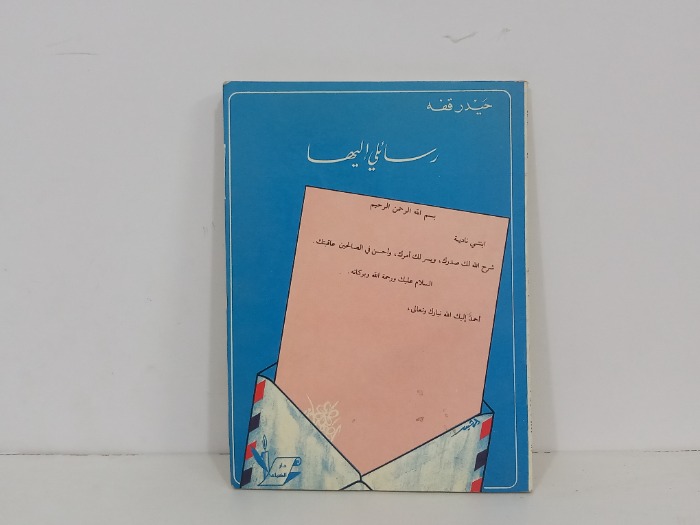 حيدر قفه
رسائلي إليها
بسم الله الرحمن الرحيم
ابنتي نادية
شرح الله لك صدرك، ويسر لك أمرك، وأحسن في الصالحين عاقبتك.
السلام عليك ورحمة الله وبركاته.
أحمد إليك الله تبارك وتعالى،